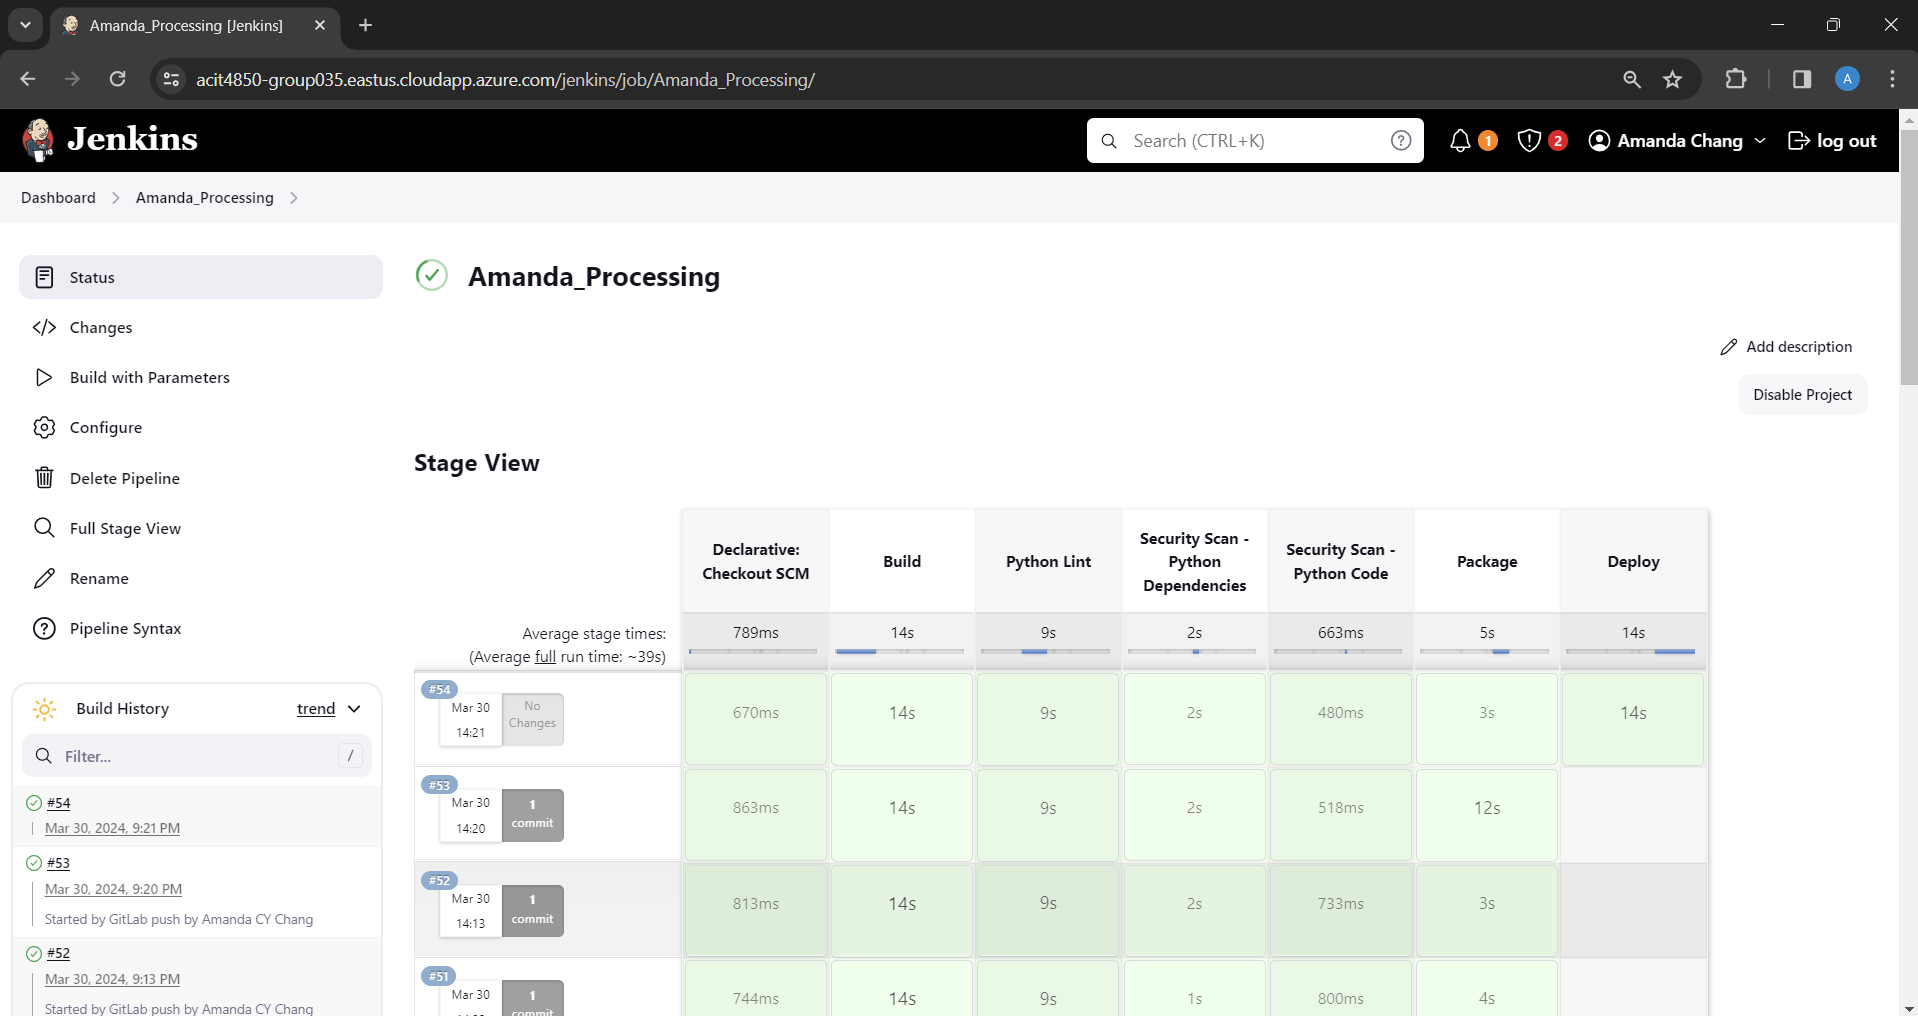 Amanda_Processing [Jenkins]
acit4850-group035.eastus.cloudapp.azure.com/jenkins/job/Amanda_Processing/
A
Jenkins
Search (CTRL+K)
?
1
2
Amanda Chang
log out
Dashboard
Amanda_Processing
Status
Changes
Build with Parameters
Configure
Delete Pipeline
Full Stage View
Rename
Pipeline Syntax
Build History
trend
Filter...
/
#54
Mar 30, 2024, 9:21 PM
#53
Mar 30, 2024, 9:20 PM
Started by GitLab push by Amanda CY Chang
#52
Mar 30, 2024, 9:13 PM
Started by GitLab push by Amanda CY Chang
Amanda_Processing
Add description
Disable Project
Stage View
Declarative:
Checkout SCM
Build
Python Lint
Security Scan -
Python
Dependencies
Security Scan -
Python Code
Package
Deploy
Average stage times:
(Average full run time: ~39s)
789ms
14s
9s
2s
663ms
5s
14s
#54
Mar 30
14:21
No
Changes
670ms
14s
9s
2s
480ms
3s
14s
#53
Mar 30
14:20
1
commit
863ms
14s
9s
2s
518ms
12s
#52
Mar 30
14:13
1
commit
813ms
14s
9s
2s
733ms
3s
#51
Mar 30
1
commit
744ms
14s
9s
1s
800ms
4s